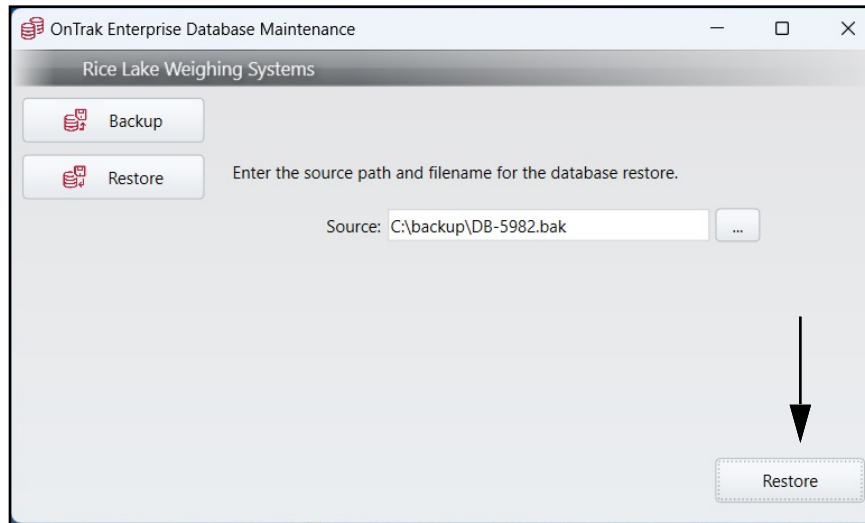 OnTrak Enterprise Database Maintenance
Rice Lake Weighing Systems
Backup
Restore
Enter the source path and filename for the database restore.
Source: C:\backup\DB-5982.bak ...
Restore